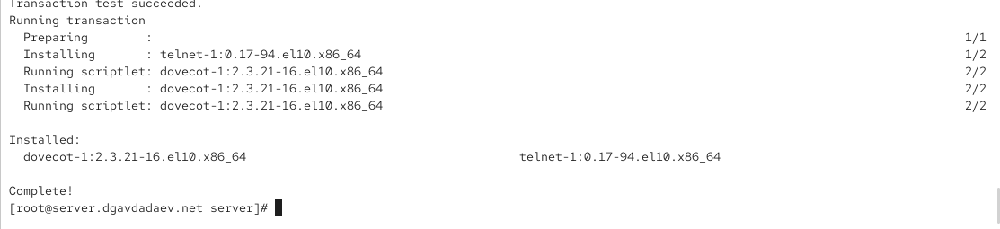 Transaction test succeeded.
Running transaction
  Preparing        :                                                                                                                 1/1
  Installing       : telnet-1:0.17-94.el10.x86_64                                                                                    1/2
  Running scriptlet: dovecot-1:2.3.21-16.el10.x86_64                                                                                 2/2
  Installing       : dovecot-1:2.3.21-16.el10.x86_64                                                                                 2/2
  Running scriptlet: dovecot-1:2.3.21-16.el10.x86_64                                                                                 2/2

Installed:
  dovecot-1:2.3.21-16.el10.x86_64                                      telnet-1:0.17-94.el10.x86_64

Complete!
[root@server.dgavdadaev.net server]#